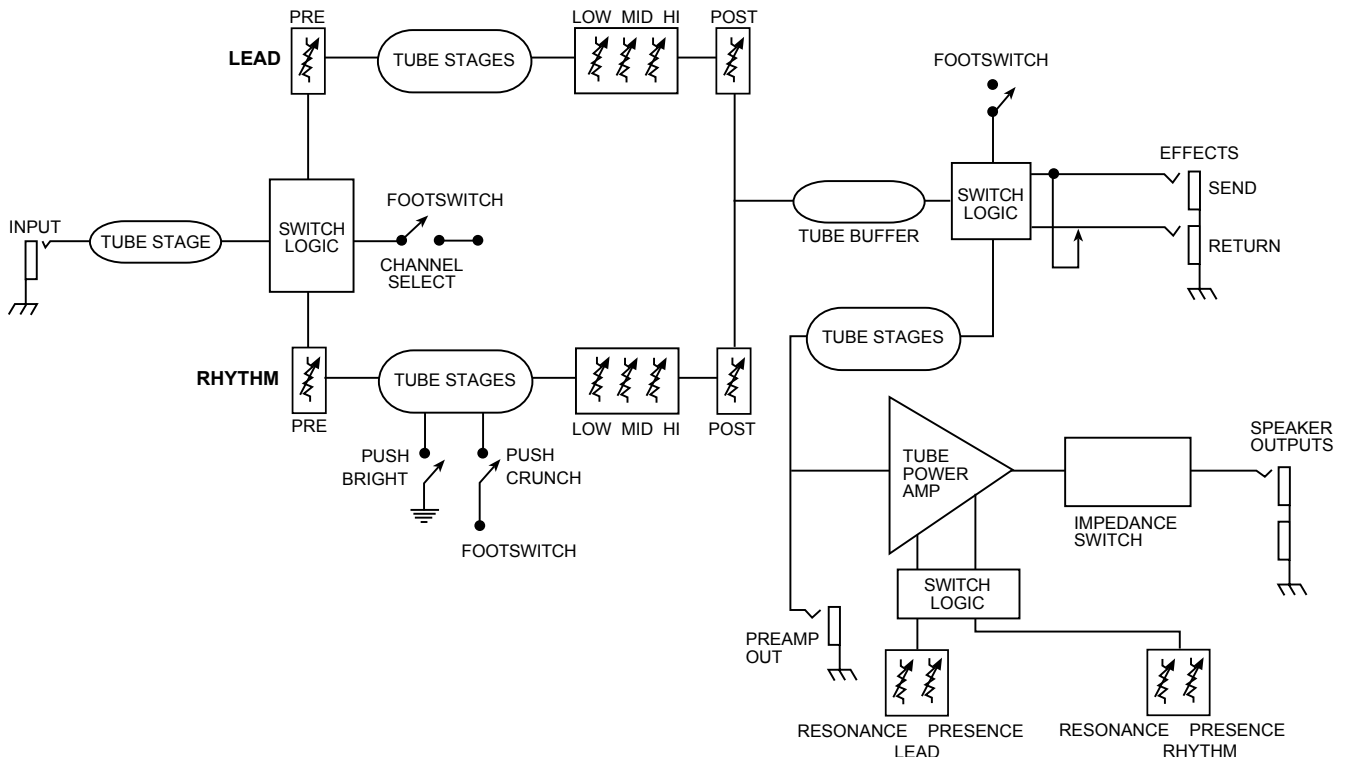 PRE
LEAD
TUBE STAGES
LOW MID HI
POST
FOOTSWITCH
INPUT
TUBE STAGE
SWITCH
LOGIC
FOOTSWITCH
CHANNEL
SELECT
TUBE BUFFER
SWITCH
LOGIC
EFFECTS
SEND
RETURN
RHYTHM
PRE
TUBE STAGES
LOW MID HI
POST
PUSH
BRIGHT
PUSH
CRUNCH
FOOTSWITCH
TUBE STAGES
TUBE
POWER
AMP
IMPEDANCE
SWITCH
SPEAKER
OUTPUTS
SWITCH
LOGIC
PREAMP
OUT
RESONANCE PRESENCE
LEAD
RESONANCE PRESENCE
RHYTHM